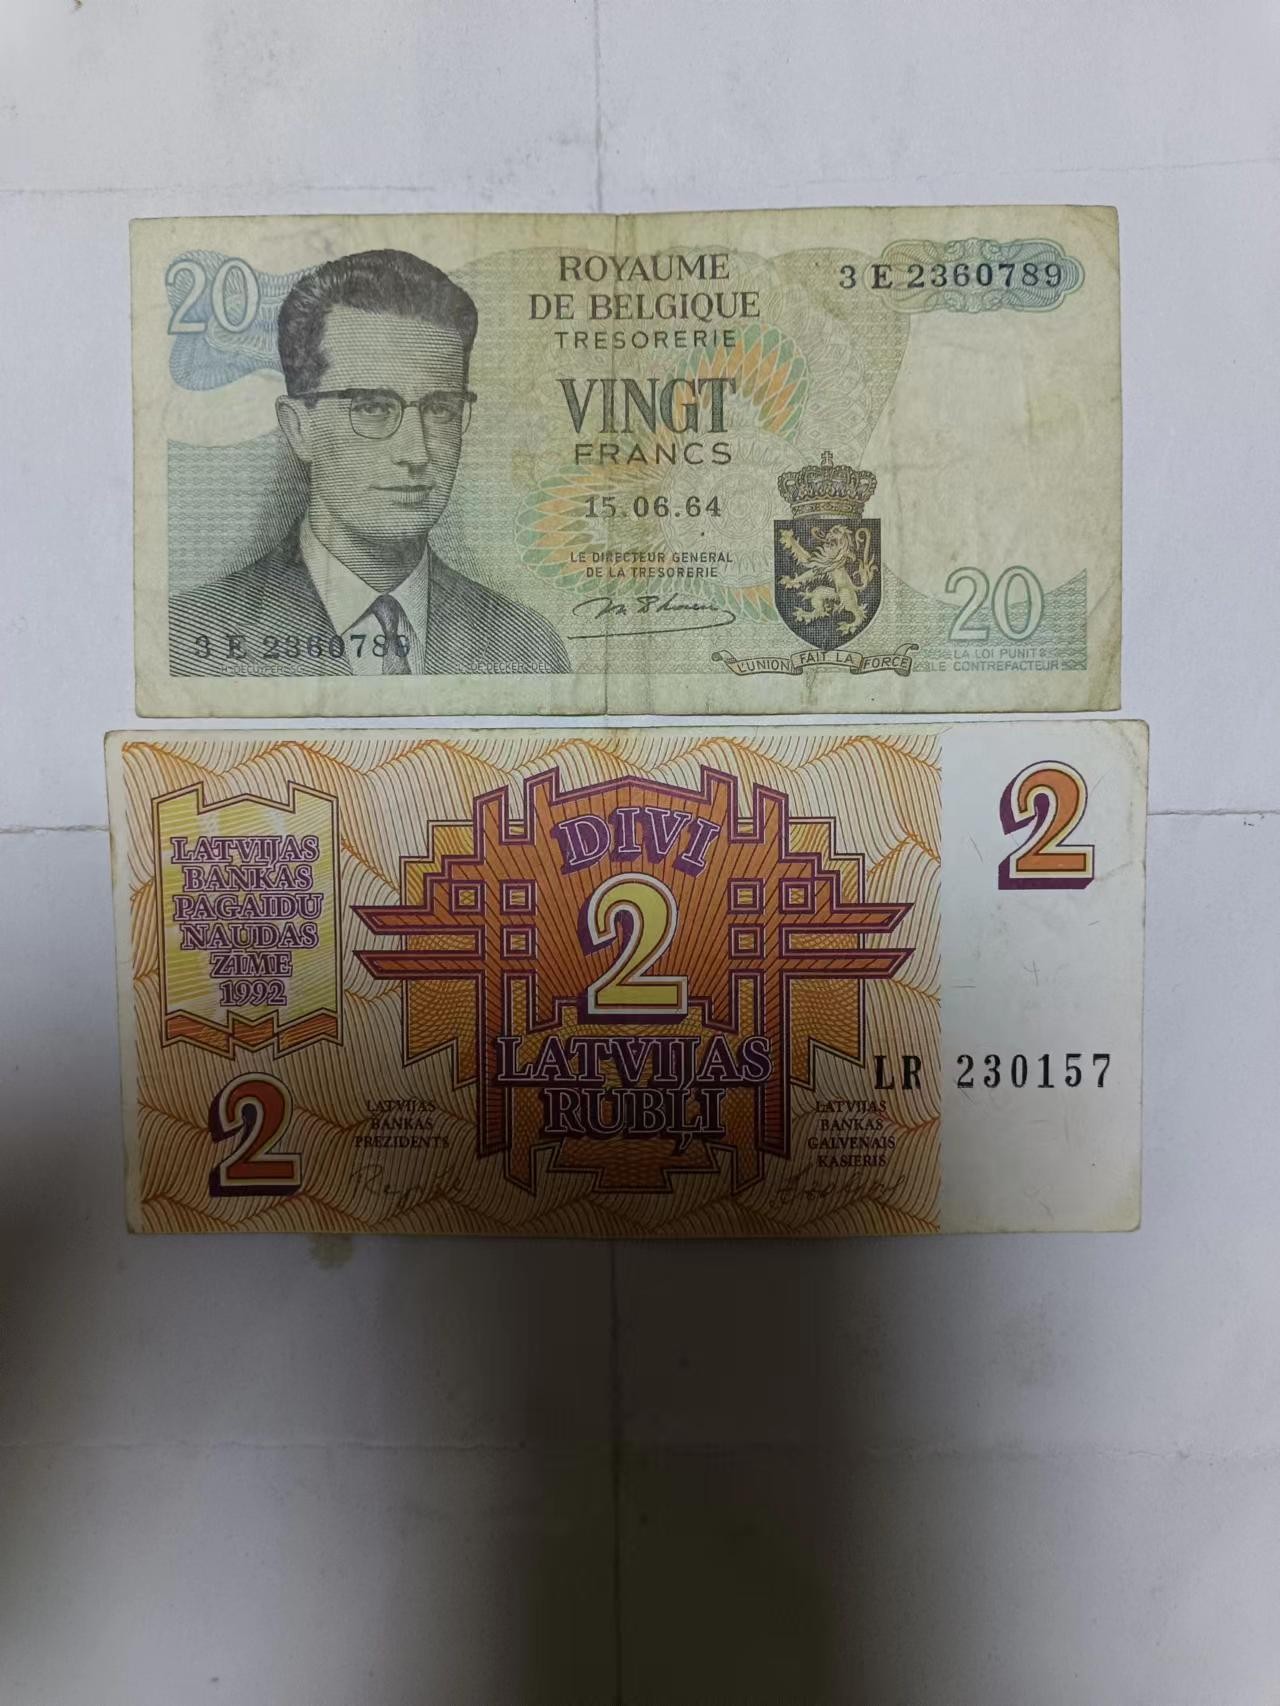 20
ROYAUME
DE BELGIQUE
TRESORERIE
3 E 2360789
VINGT
FRANCS
15.06.64
LE DIRECTEUR GENERAL
DE LA TRESORERIE
20
3 E 2360789
L'UNION FAIT LA FORCE
LA LOI PUNIT
LE CONTREFACTEUR
LATVIJAS
BANKAS
PAGAIDU
NAUDAS
ZIME
1992
DIVI
2
LATVIJAS
RUBĻI
2
LR 230157
2
LATVIJAS
BANKAS
PREZIDENTS
LATVIJAS
BANKAS
GALVENAIS
KASIERIS